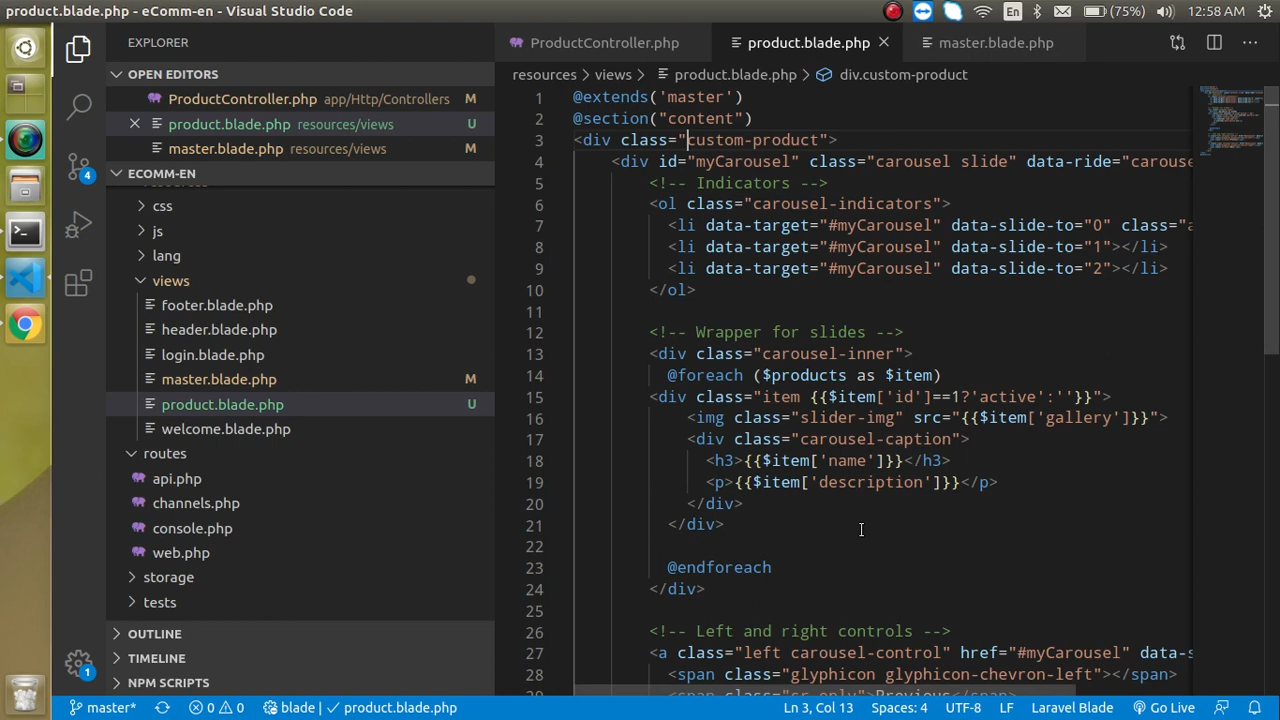 product.blade.php - eComm-en - Visual Studio Code
En
(75%)
12:58 AM
EXPLORER
OPEN EDITORS
ProductController.php app/Http/Controllers M
product.blade.php resources/views U
master.blade.php resources/views M
ECOMM-EN
css
js
lang
views
footer.blade.php
header.blade.php
login.blade.php
master.blade.php M
product.blade.php U
welcome.blade.php
routes
api.php
channels.php
console.php
web.php
storage
tests
OUTLINE
TIMELINE
NPM SCRIPTS
4
1
ProductController.php
product.blade.php
master.blade.php
resources > views > product.blade.php > div.custom-product
1 @extends('master')
2 @section("content")
3 <div class="custom-product">
4 <div id="myCarousel" class="carousel slide" data-ride="carouse
5 <!-- Indicators -->
6 <ol class="carousel-indicators">
7 <li data-target="#myCarousel" data-slide-to="0" class="a
8 <li data-target="#myCarousel" data-slide-to="1"></li>
9 <li data-target="#myCarousel" data-slide-to="2"></li>
10 </ol>
11
12 <!-- Wrapper for slides -->
13 <div class="carousel-inner">
14 @foreach ($products as $item)
15 <div class="item {{$item['id']==1?'active':''}}">
16 <img class="slider-img" src="{{$item['gallery']}}">
17 <div class="carousel-caption">
18 <h3>{{$item['name']}}</h3>
19 <p>{{$item['description']}}</p>
20 </div>
21 </div>
22
23 @endforeach
24 </div>
25
26 <!-- Left and right controls -->
27 <a class="left carousel-control" href="#myCarousel" data-s
28 <span class="glyphicon glyphicon-chevron-left"></span>
29 <span class="sr-only">Previous</span>
master*
0
0
blade
product.blade.php
Ln 3, Col 13
Spaces: 4
UTF-8
LF
Laravel Blade
Go Live